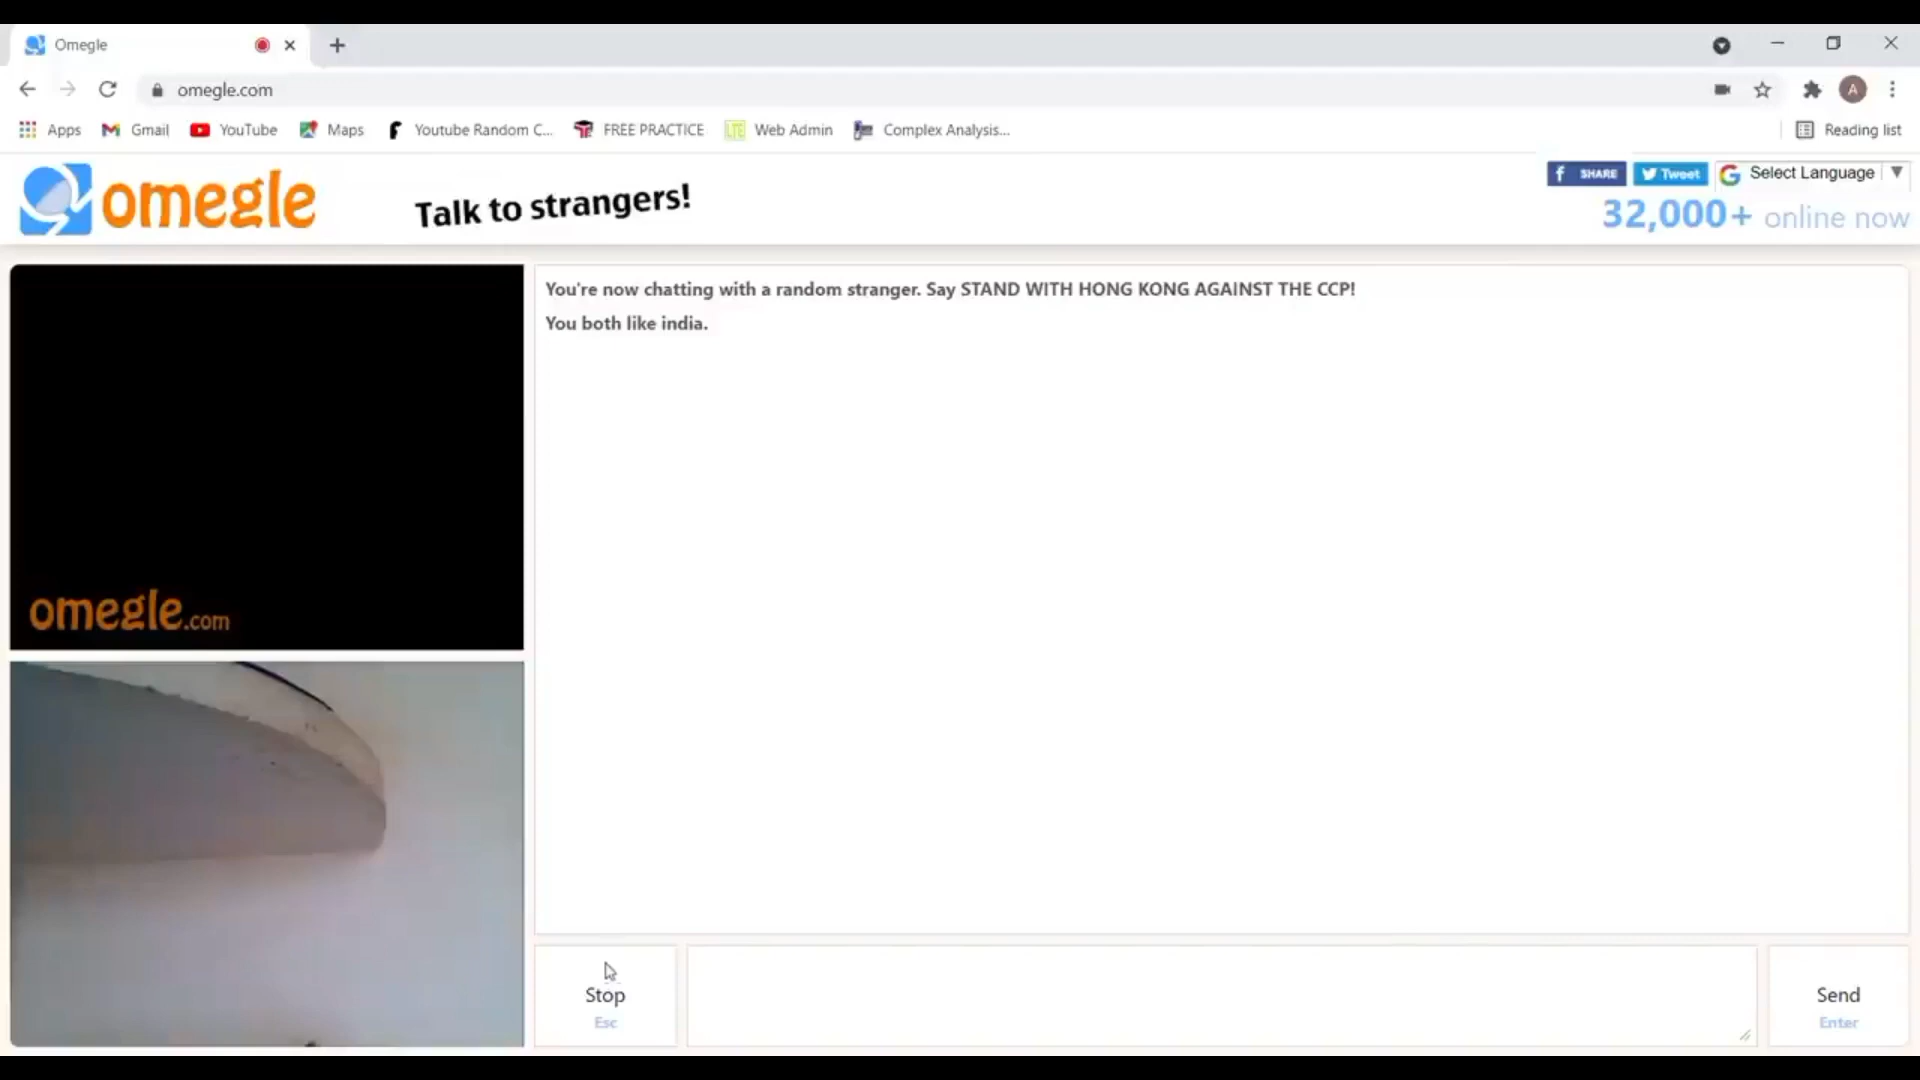 Omegle
omegle.com
A
Apps Gmail YouTube Maps Youtube Random C... FREE PRACTICE LTE Web Admin Complex Analysis... Reading list
omegle Talk to strangers!
f SHARE Tweet G Select Language
32,000+ online now
You're now chatting with a random stranger. Say STAND WITH HONG KONG AGAINST THE CCP!
You both like india.
omegle.com
Stop
Esc
Send
Enter